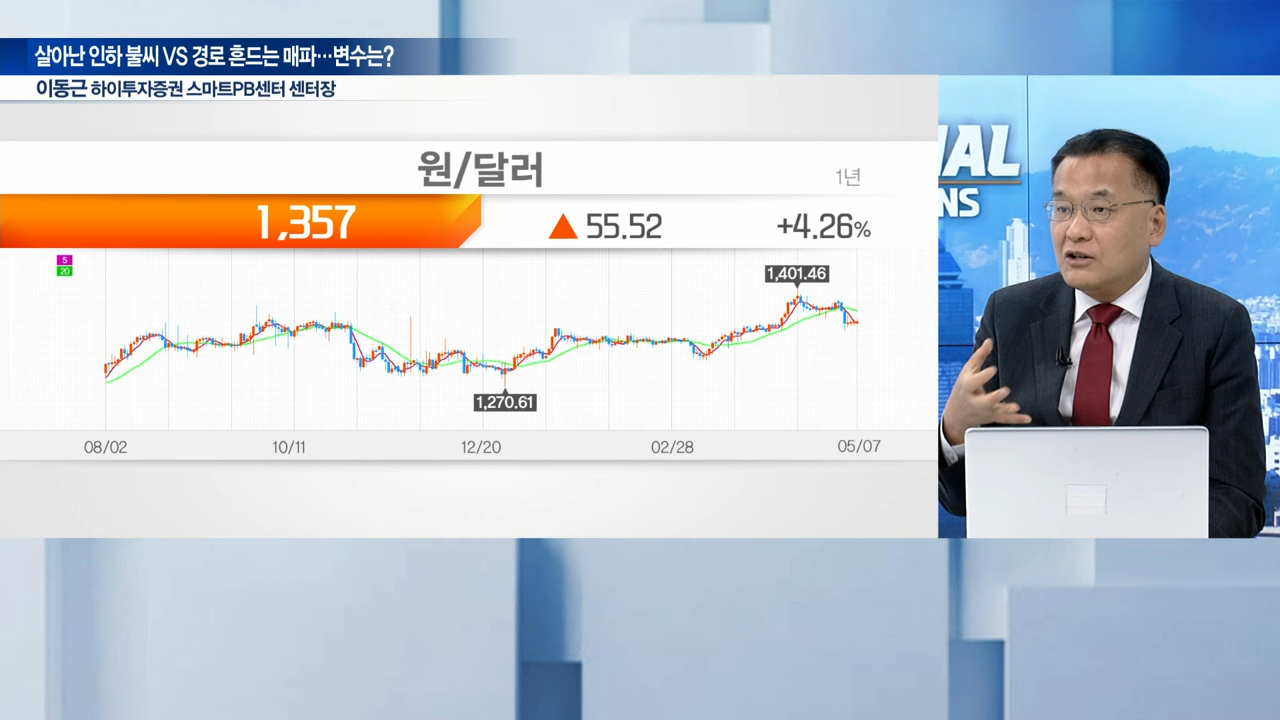 살아난 인하 불씨 VS 경로 흔드는 매파…변수는?
이동근 하이투자증권 스마트PB센터 센터장
원/달러
1년
1,357 ▲ 55.52 +4.26%
5
20
1,401.46
1,270.61
08/02 10/11 12/20 02/28 05/07
NAL
NS